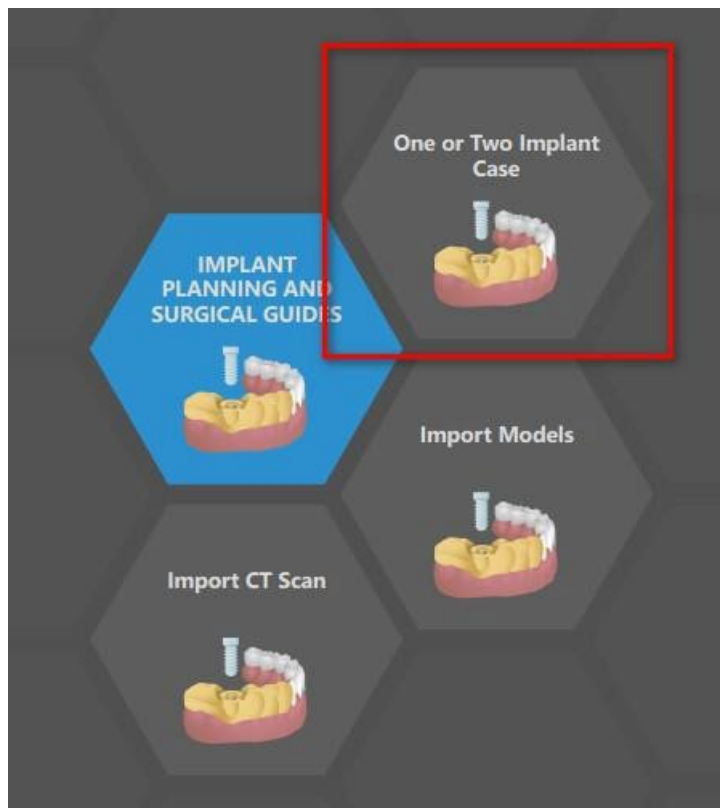 One or Two Implant
Case
IMPLANT
PLANNING AND
SURGICAL GUIDES
Import Models
Import CT Scan